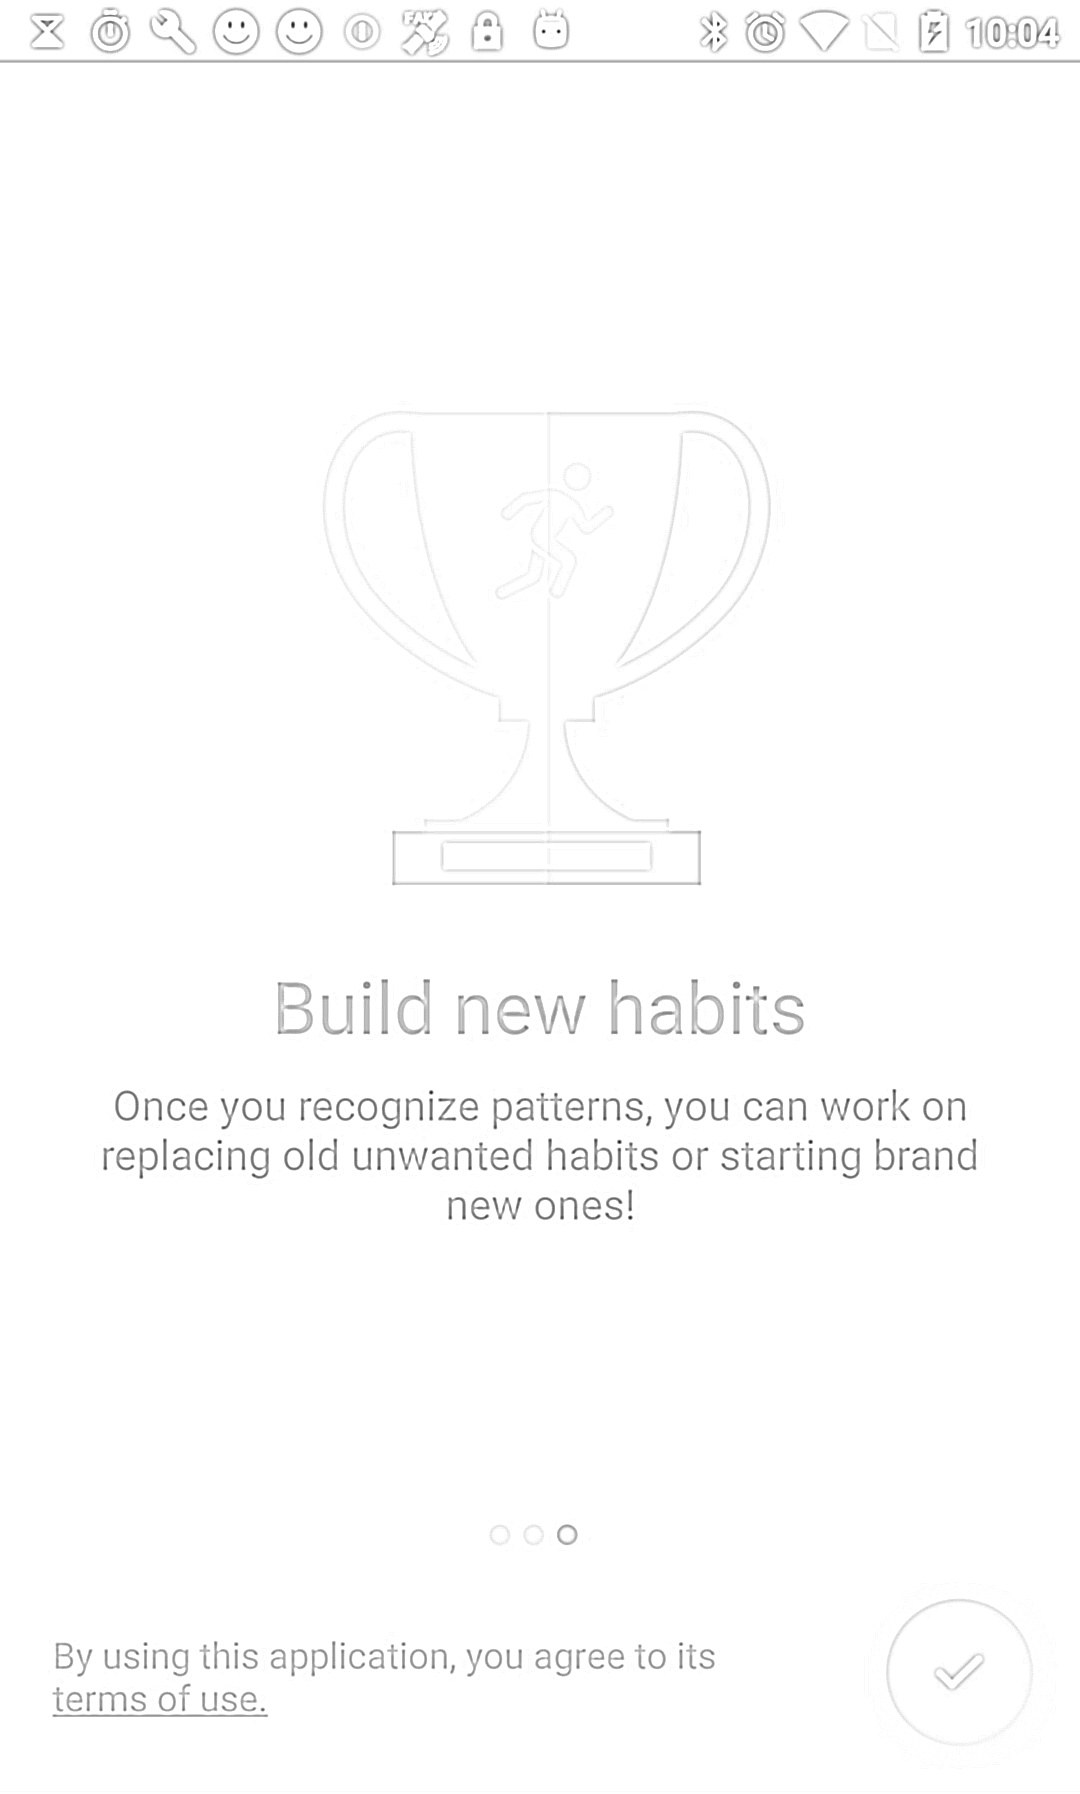 10:04
Build new habits
Once you recognize patterns, you can work on
replacing old unwanted habits or starting brand
new ones!
By using this application, you agree to its
terms of use.